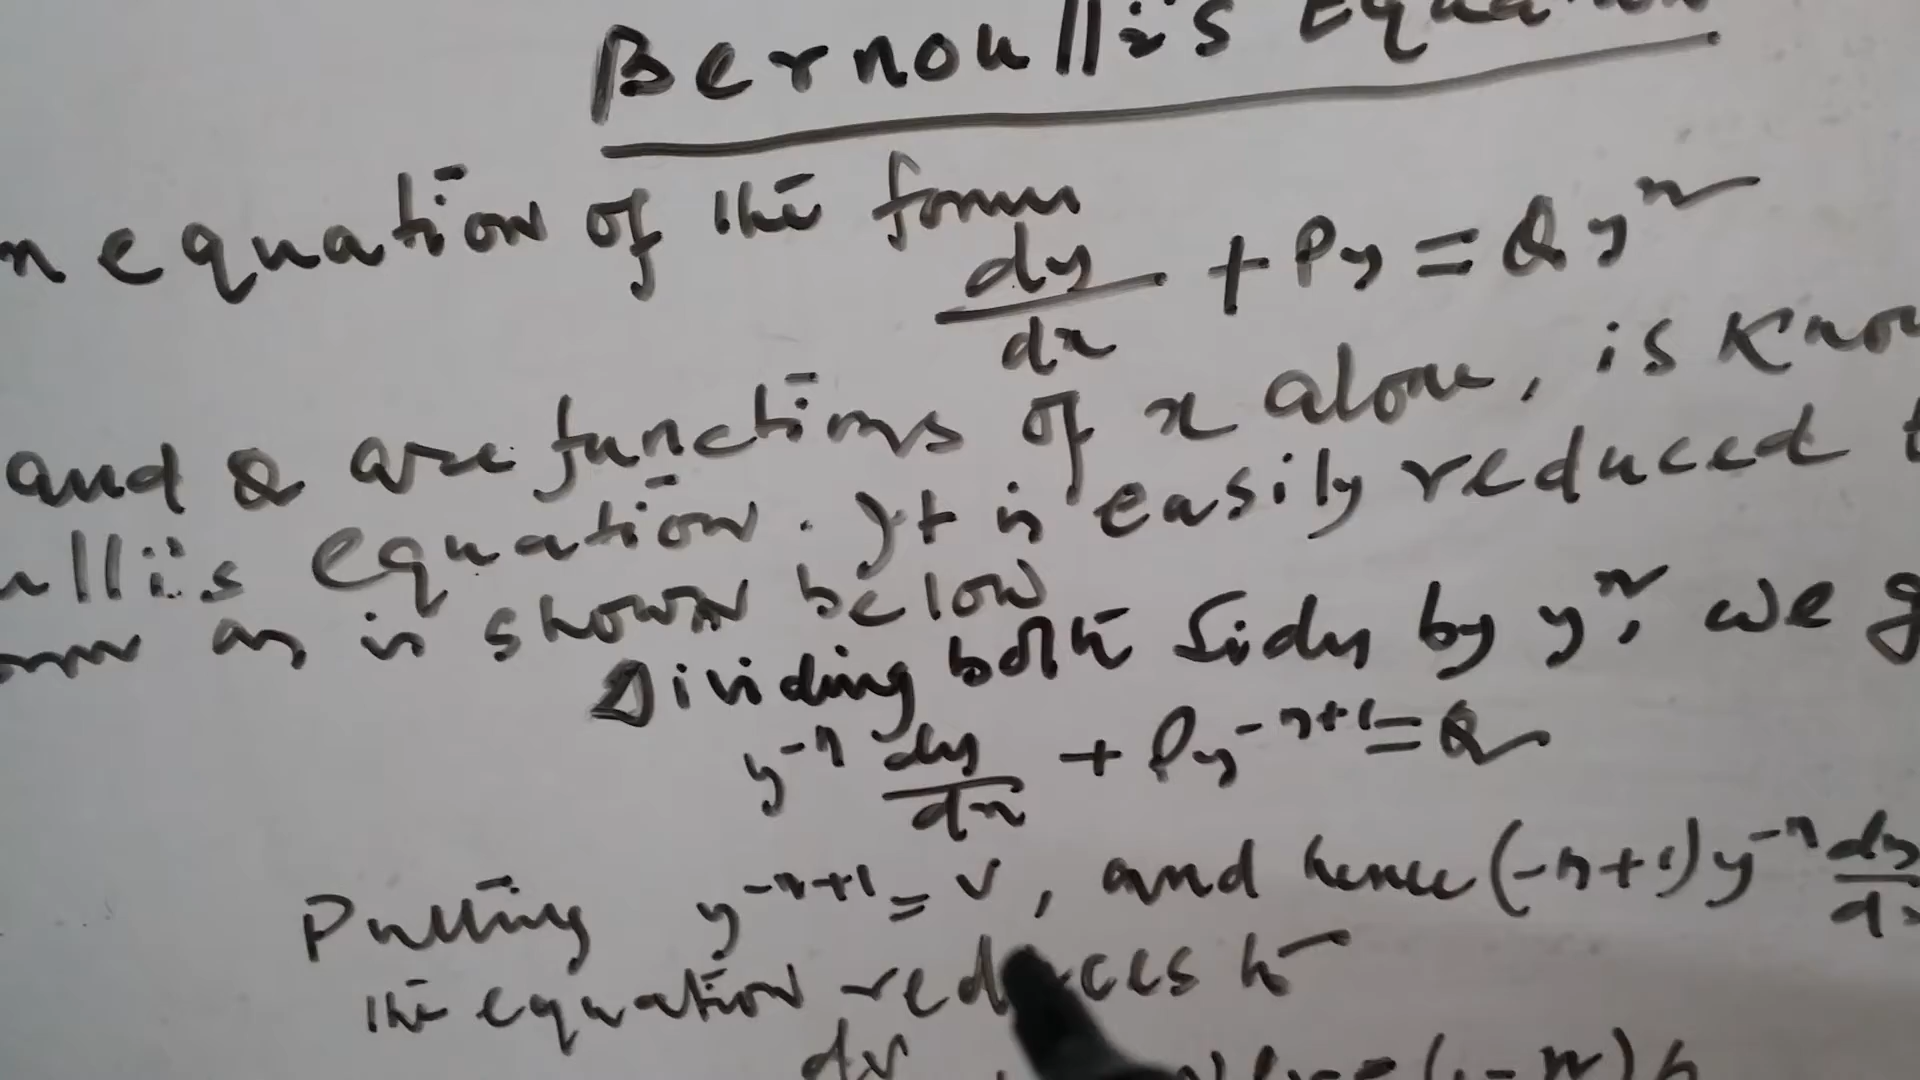 Bernoulli's Equation
n equation of the form
dy/dx + Py = Qy^n
and Q are functions of x alone, is know
ulli's equation. It is easily reduced t
as is shown below
Dividing both sides by y^n, we g
y^-n dy/dx + Py^-n+1 = Q
Putting y^-n+1 = v, and hence (-n+1)y^-n dy/dx
the equation reduces to
dv